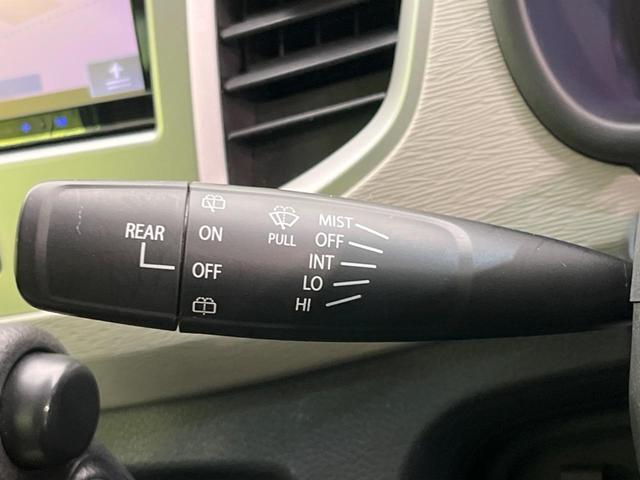 REAR
ON
OFF
PULL
MIST
OFF
INT
LO
HI